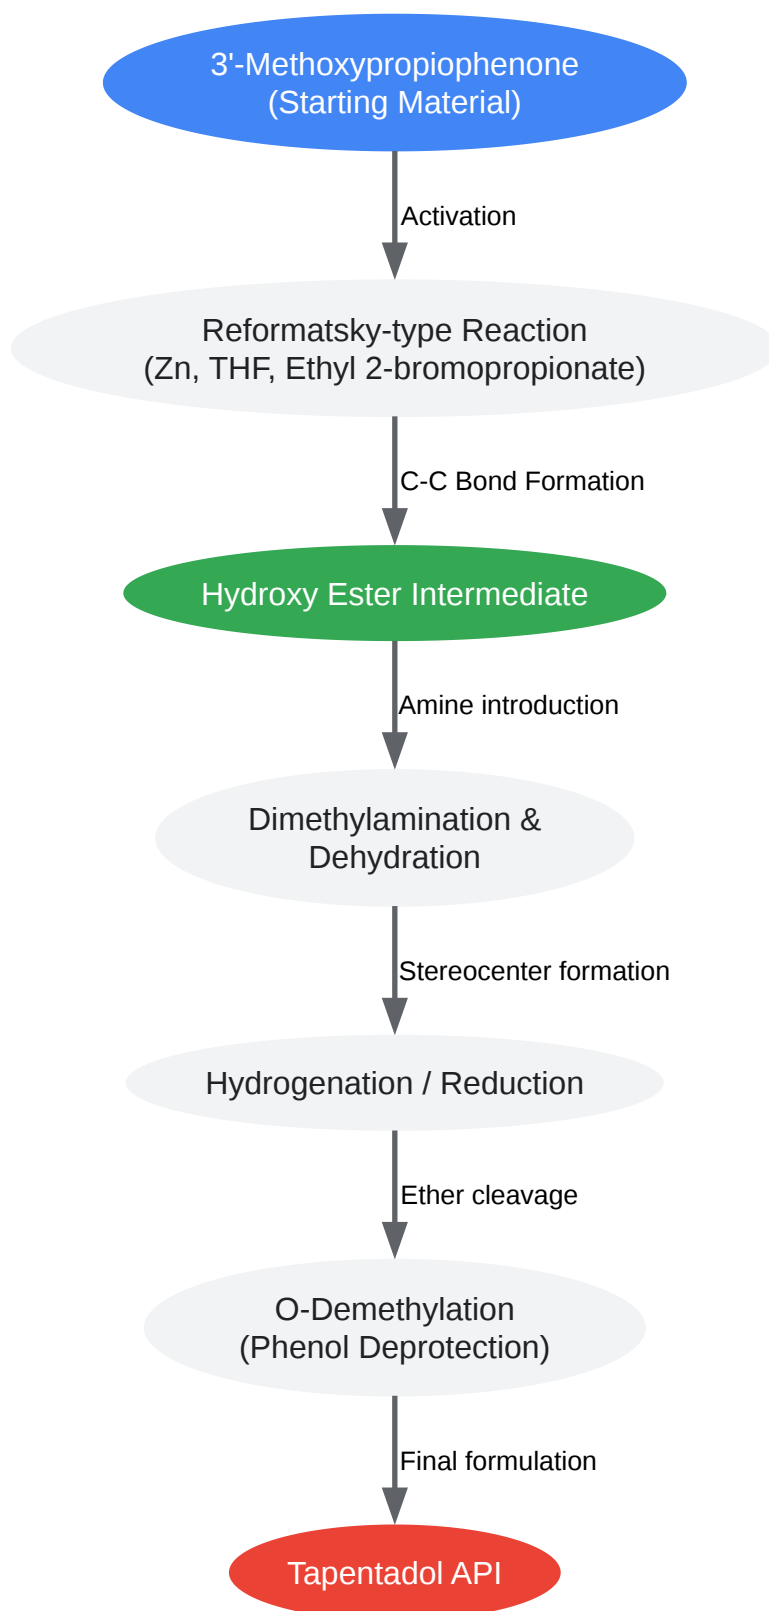 3'-Methoxypropiophenone
(Starting Material)
Activation
Reformatsky-type Reaction
(Zn, THF, Ethyl 2-bromopropionate)
C-C Bond Formation
Hydroxy Ester Intermediate
Amine introduction
Dimethylamination &
Dehydration
Stereocenter formation
Hydrogenation / Reduction
Ether cleavage
O-Demethylation
(Phenol Deprotection)
Final formulation
Tapentadol API